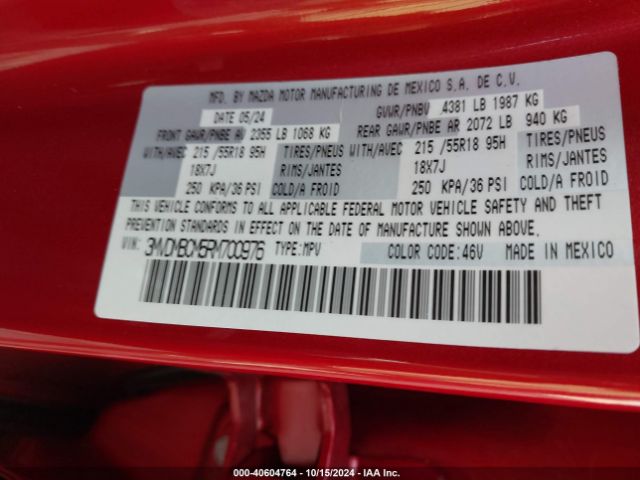 MFD. BY MAZDA MOTOR MANUFACTURING DE MEXICO S.A. DE C.V.
DATE 05/24 GVWR/PNBV 4381 LB 1987 KG
FRONT GAWR/PNBE AV 2355 LB 1068 KG REAR GAWR/PNBE AR 2072 LB 940 KG
WITH/AVEC 215 /55R18 95H TIRES/PNEUS WITH/AVEC 215 /55R18 95H TIRES/PNEUS
18X7J RIMS/JANTES 18X7J RIMS/JANTES
250 KPA/36 PSI COLD/A FROID 250 KPA/36 PSI COLD/A FROID
THIS VEHICLE CONFORMS TO ALL APPLICABLE FEDERAL MOTOR VEHICLE SAFETY AND THEFT
PREVENTION STANDARDS IN EFFECT ON THE DATE OF MANUFACTURE SHOWN ABOVE.
VIN: 3MVDMBCM5RM700976 TYPE:MPV COLOR CODE:46V MADE IN MEXICO
000-40604764 - 10/15/2024 - IAA Inc.